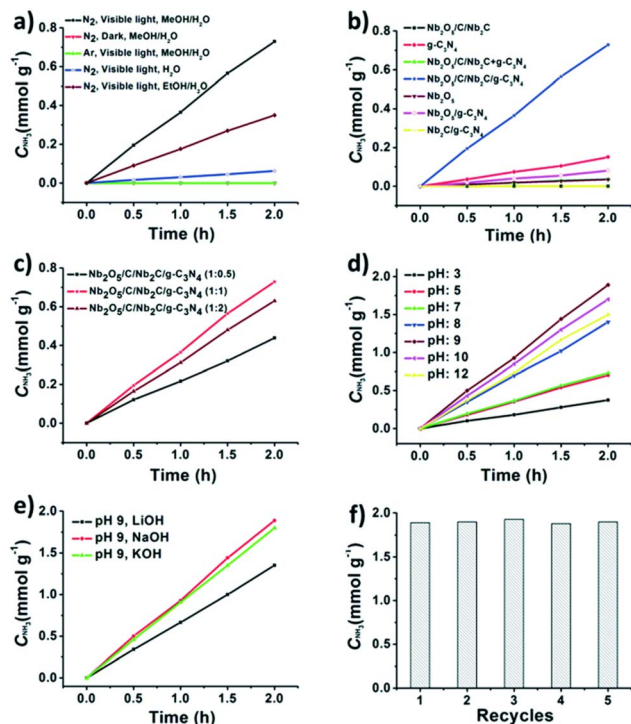 a)
N₂, Visible light, MeOH/H₂O
N₂, Dark, MeOH/H₂O
Ar, Visible light, MeOH/H₂O
N₂, Visible light, H₂O
N₂, Visible light, EtOH/H₂O
C_NH₃(mmol g⁻¹)
0.8
0.6
0.4
0.2
0.0
0.0 0.5 1.0 1.5 2.0
Time (h)
b)
Nb₂O₅/C/Nb₂C
g-C₃N₄
Nb₂O₅/C/Nb₂C+g-C₃N₄
Nb₂O₅/C/Nb₂C/g-C₃N₄
Nb₂O₅
Nb₂O₅/g-C₃N₄
Nb₂C/g-C₃N₄
C_NH₃(mmol g⁻¹)
0.8
0.6
0.4
0.2
0.0
0.0 0.5 1.0 1.5 2.0
Time (h)
c)
Nb₂O₅/C/Nb₂C/g-C₃N₄ (1:0.5)
Nb₂O₅/C/Nb₂C/g-C₃N₄ (1:1)
Nb₂O₅/C/Nb₂C/g-C₃N₄ (1:2)
C_NH₃(mmol g⁻¹)
0.8
0.6
0.4
0.2
0.0
0.0 0.5 1.0 1.5 2.0
Time (h)
d)
pH: 3
pH: 5
pH: 7
pH: 8
pH: 9
pH: 10
pH: 12
C_NH₃(mmol g⁻¹)
2.0
1.5
1.0
0.5
0.0
0.0 0.5 1.0 1.5 2.0
Time (h)
e)
pH 9, LiOH
pH 9, NaOH
pH 9, KOH
C_NH₃(mmol g⁻¹)
2.0
1.5
1.0
0.5
0.0
0.0 0.5 1.0 1.5 2.0
Time (h)
f)
C_NH₃(mmol g⁻¹)
2.0
1.5
1.0
0.5
0.0
1 2 3 4 5
Recycles